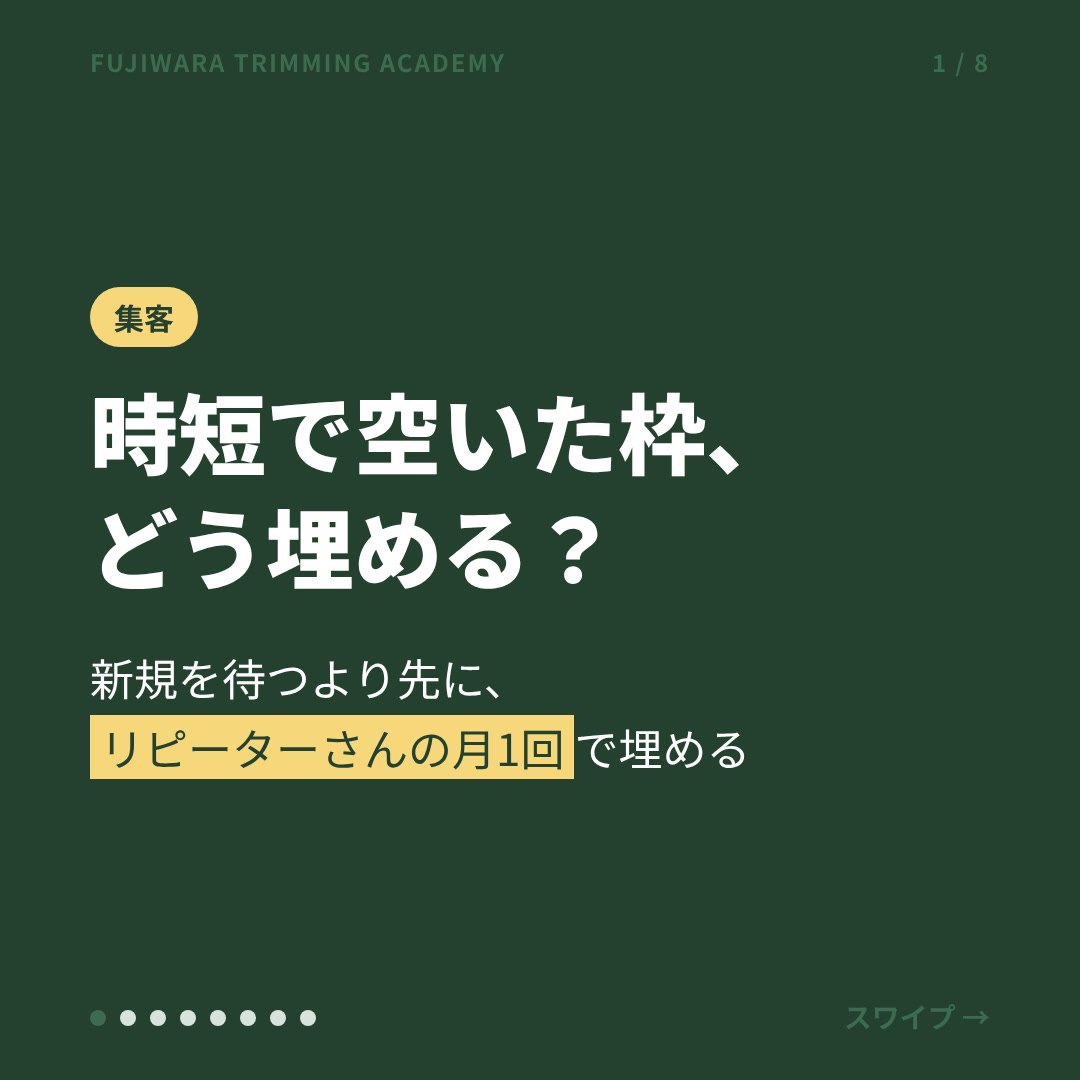 FUJIWARA TRIMMING ACADEMY
1 / 8
集客
時短で空いた枠、
どう埋める？
新規を待つより先に、
リピーターさんの月1回で埋める
スワイプ →